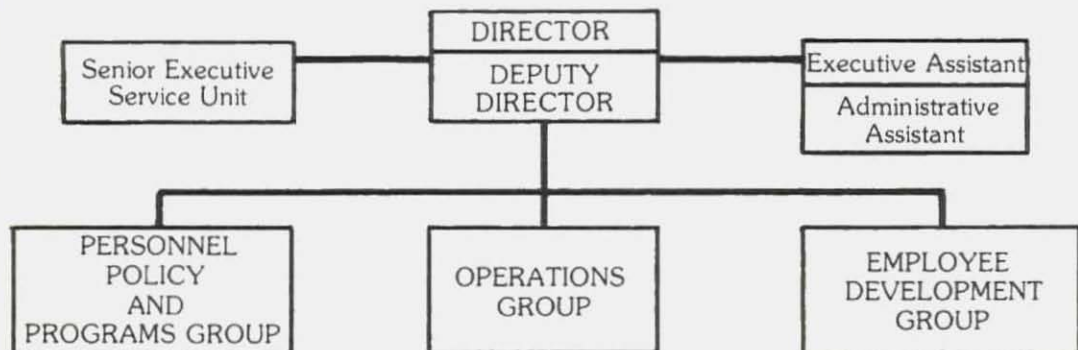 DIRECTOR
DEPUTY
DIRECTOR
Senior Executive
Service Unit
Executive Assistant
Administrative
Assistant
PERSONNEL
POLICY
AND
PROGRAMS GROUP
OPERATIONS
GROUP
EMPLOYEE
DEVELOPMENT
GROUP